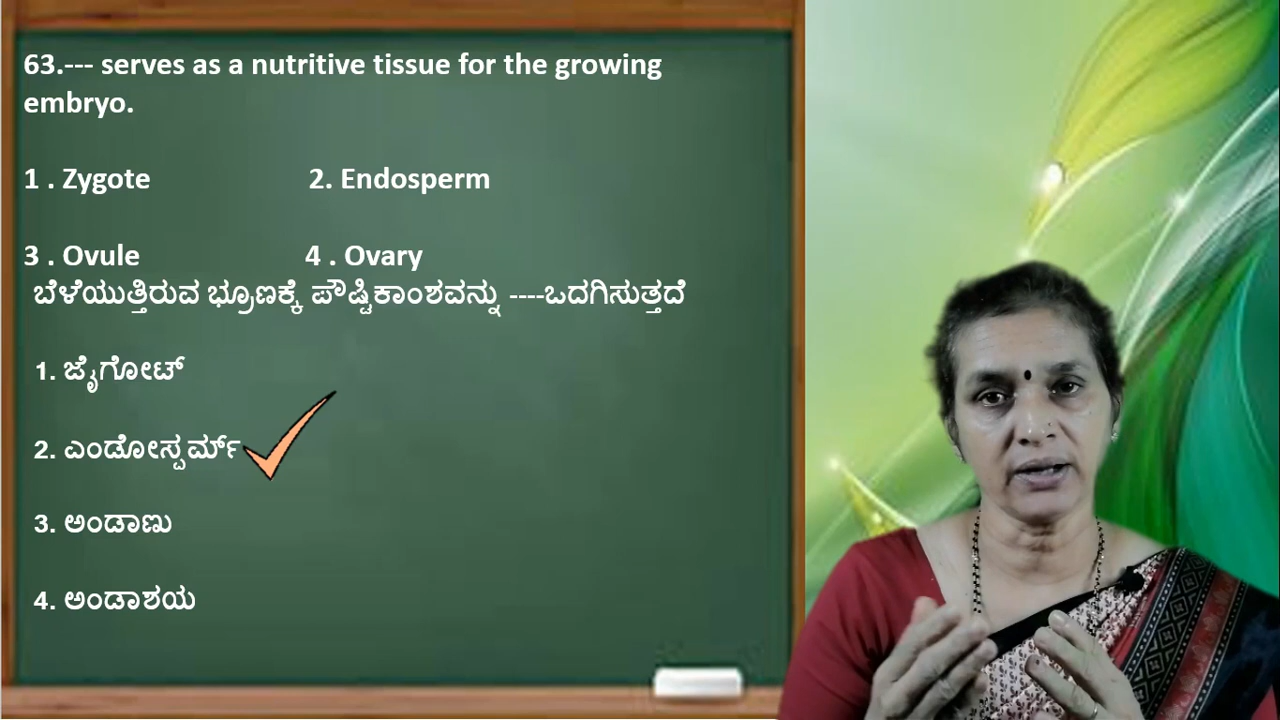 63.--- serves as a nutritive tissue for the growing
embryo.
1 . Zygote 2. Endosperm
3 . Ovule 4 . Ovary
ಬೆಳೆಯುತ್ತಿರುವ ಭ್ರೂಣಕ್ಕೆ ಪೌಷ್ಟಿಕಾಂಶವನ್ನು ----ಒದಗಿಸುತ್ತದೆ
1. ಜೈಗೋಟ್
2. ಎಂಡೋಸ್ಪರ್ಮ್
3. ಅಂಡಾಣು
4. ಅಂಡಾಶಯ